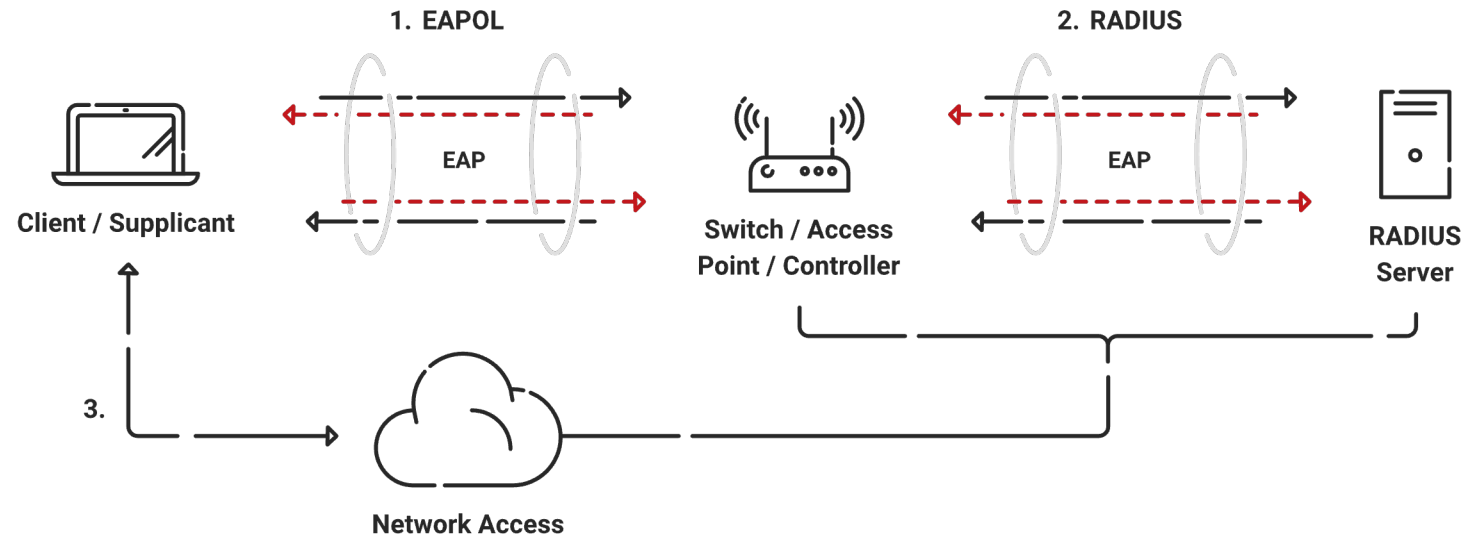 1. EAPOL
2. RADIUS
EAP
EAP
Client / Supplicant
Switch / Access
Point / Controller
RADIUS
Server
3.
Network Access